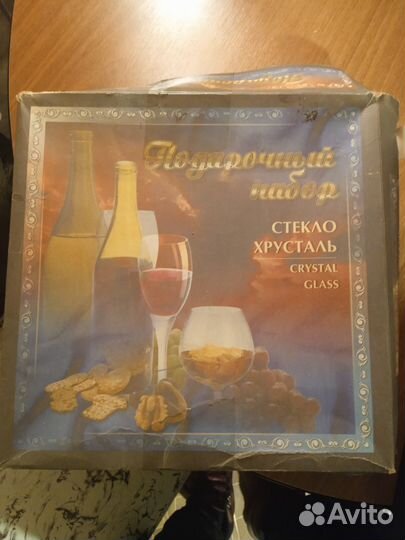 Подарочный
набор
СТЕКЛО
ХРУСТАЛЬ
CRYSTAL
GLASS
Avito